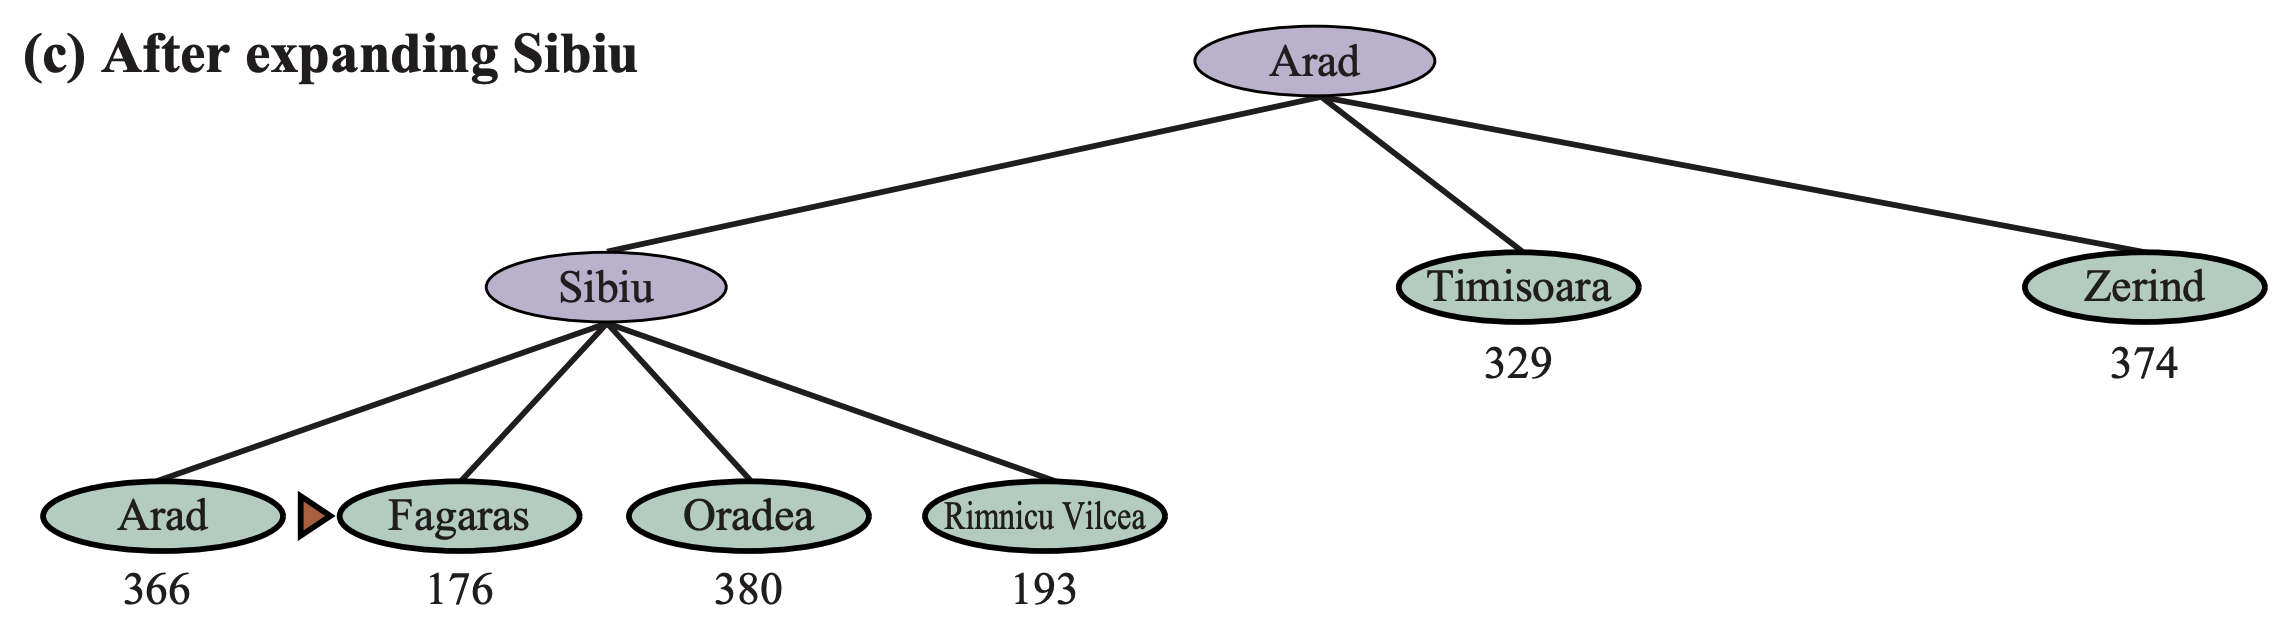 (c) After expanding Sibiu
Arad
Sibiu
Timisoara
Zerind
329
374
Arad
Fagaras
Oradea
Rimnicu Vilcea
366
176
380
193